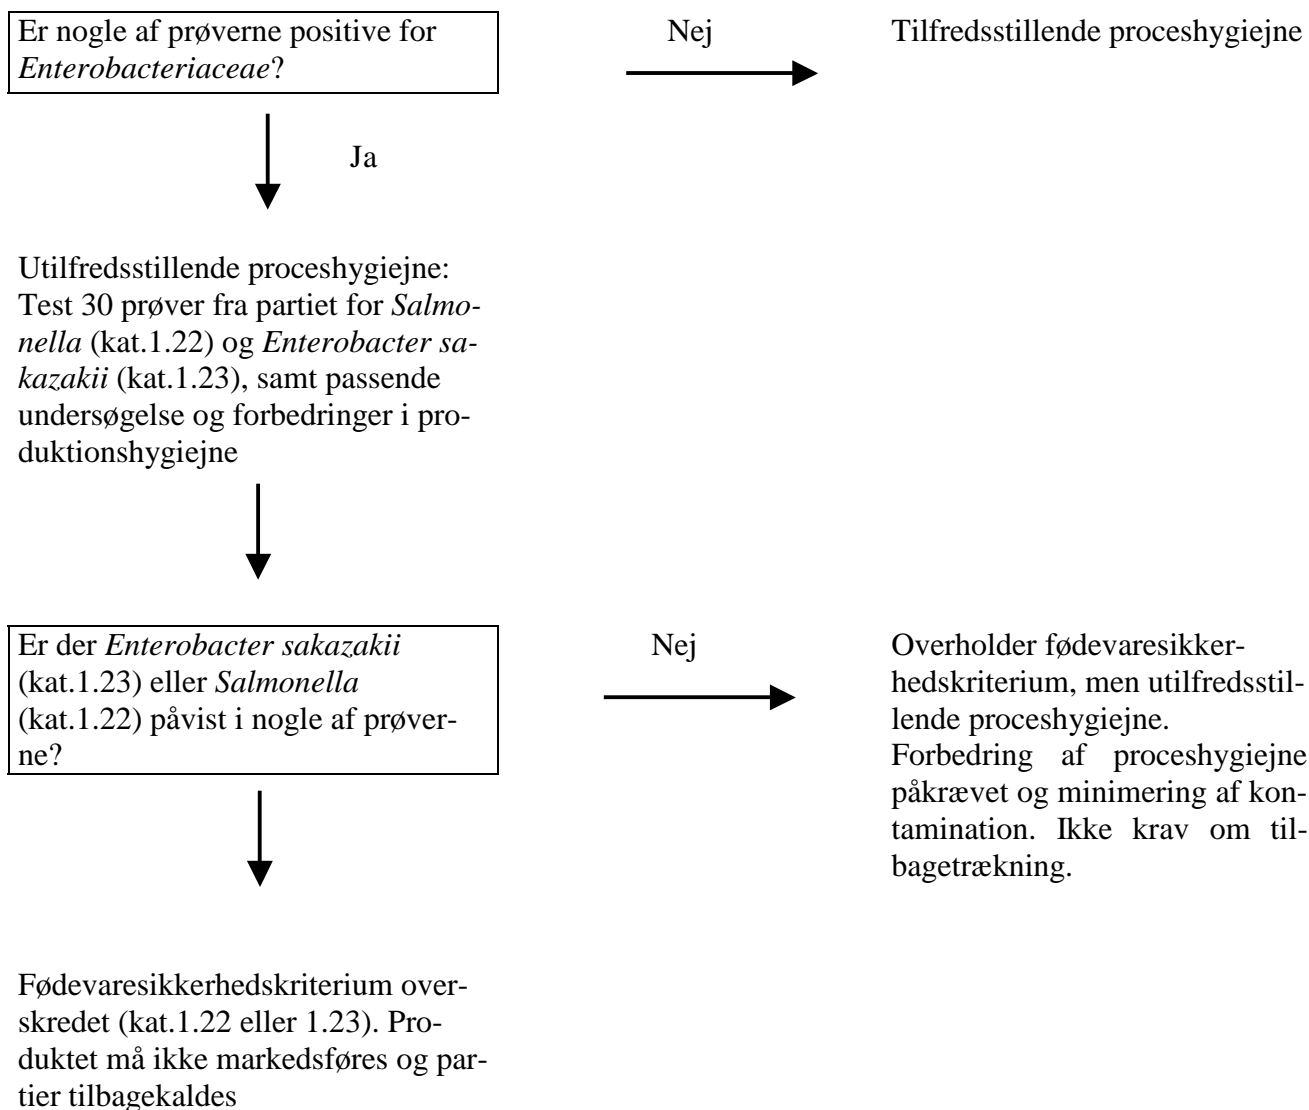 Er nogle af prøverne positive for
Enterobacteriaceae?
Nej
Tilfredsstillende proceshygiejne
Ja
Utilfredsstillende proceshygiejne:
Test 30 prøver fra partiet for Salmo-
nella (kat.1.22) og Enterobacter sa-
kazakii (kat.1.23), samt passende
undersøgelse og forbedringer i pro-
duktionshygiejne
Er der Enterobacter sakazakii
(kat.1.23) eller Salmonella
(kat.1.22) påvist i nogle af prøver-
ne?
Nej
Overholder fødevaresikker-
hedskriterium, men utilfredsstil-
lende proceshygiejne.
Forbedring af proceshygiejne
påkrævet og minimering af kon-
tamination. Ikke krav om til-
bagetrækning.
Fødevaresikkerhedskriterium over-
skredet (kat.1.22 eller 1.23). Pro-
duktet må ikke markedsføres og par-
tier tilbagekaldes